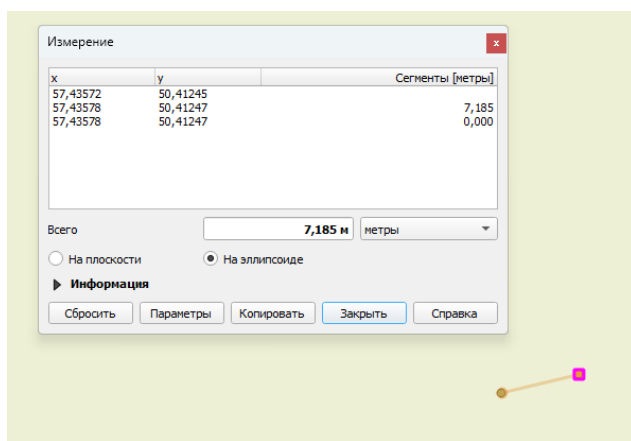 Измерение
x
x y Сегменты [метры]
57,43572 50,41245
57,43578 50,41247 7,185
57,43578 50,41247 0,000
Всего 7,185 м метры
На плоскости На эллипсоиде
Информация
Сбросить Параметры Копировать Закрыть Справка